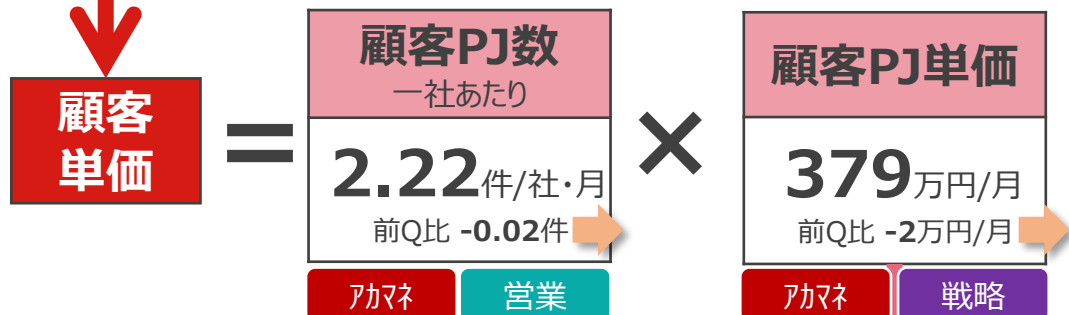 顧客
単価
=
顧客PJ数
一社あたり
2.22件/社・月
前Q比 -0.02件
アカマネ
営業
×
顧客PJ単価
379万円/月
前Q比 -2万円/月
アカマネ
戦略